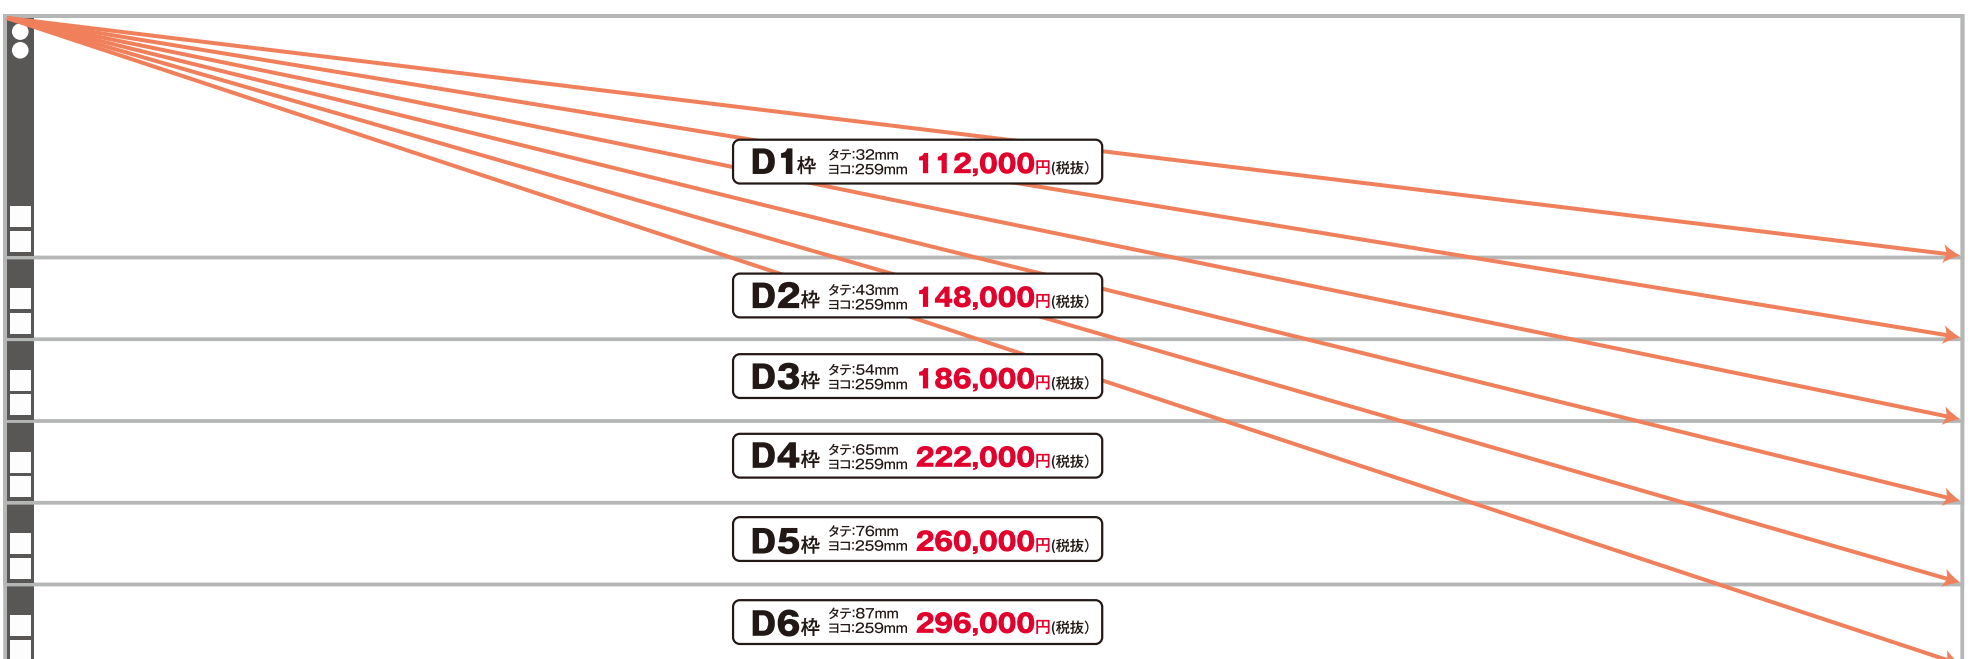 D1枠 タテ:32mm ヨコ:259mm 112,000円(税抜)
D2枠 タテ:43mm ヨコ:259mm 148,000円(税抜)
D3枠 タテ:54mm ヨコ:259mm 186,000円(税抜)
D4枠 タテ:65mm ヨコ:259mm 222,000円(税抜)
D5枠 タテ:76mm ヨコ:259mm 260,000円(税抜)
D6枠 タテ:87mm ヨコ:259mm 296,000円(税抜)